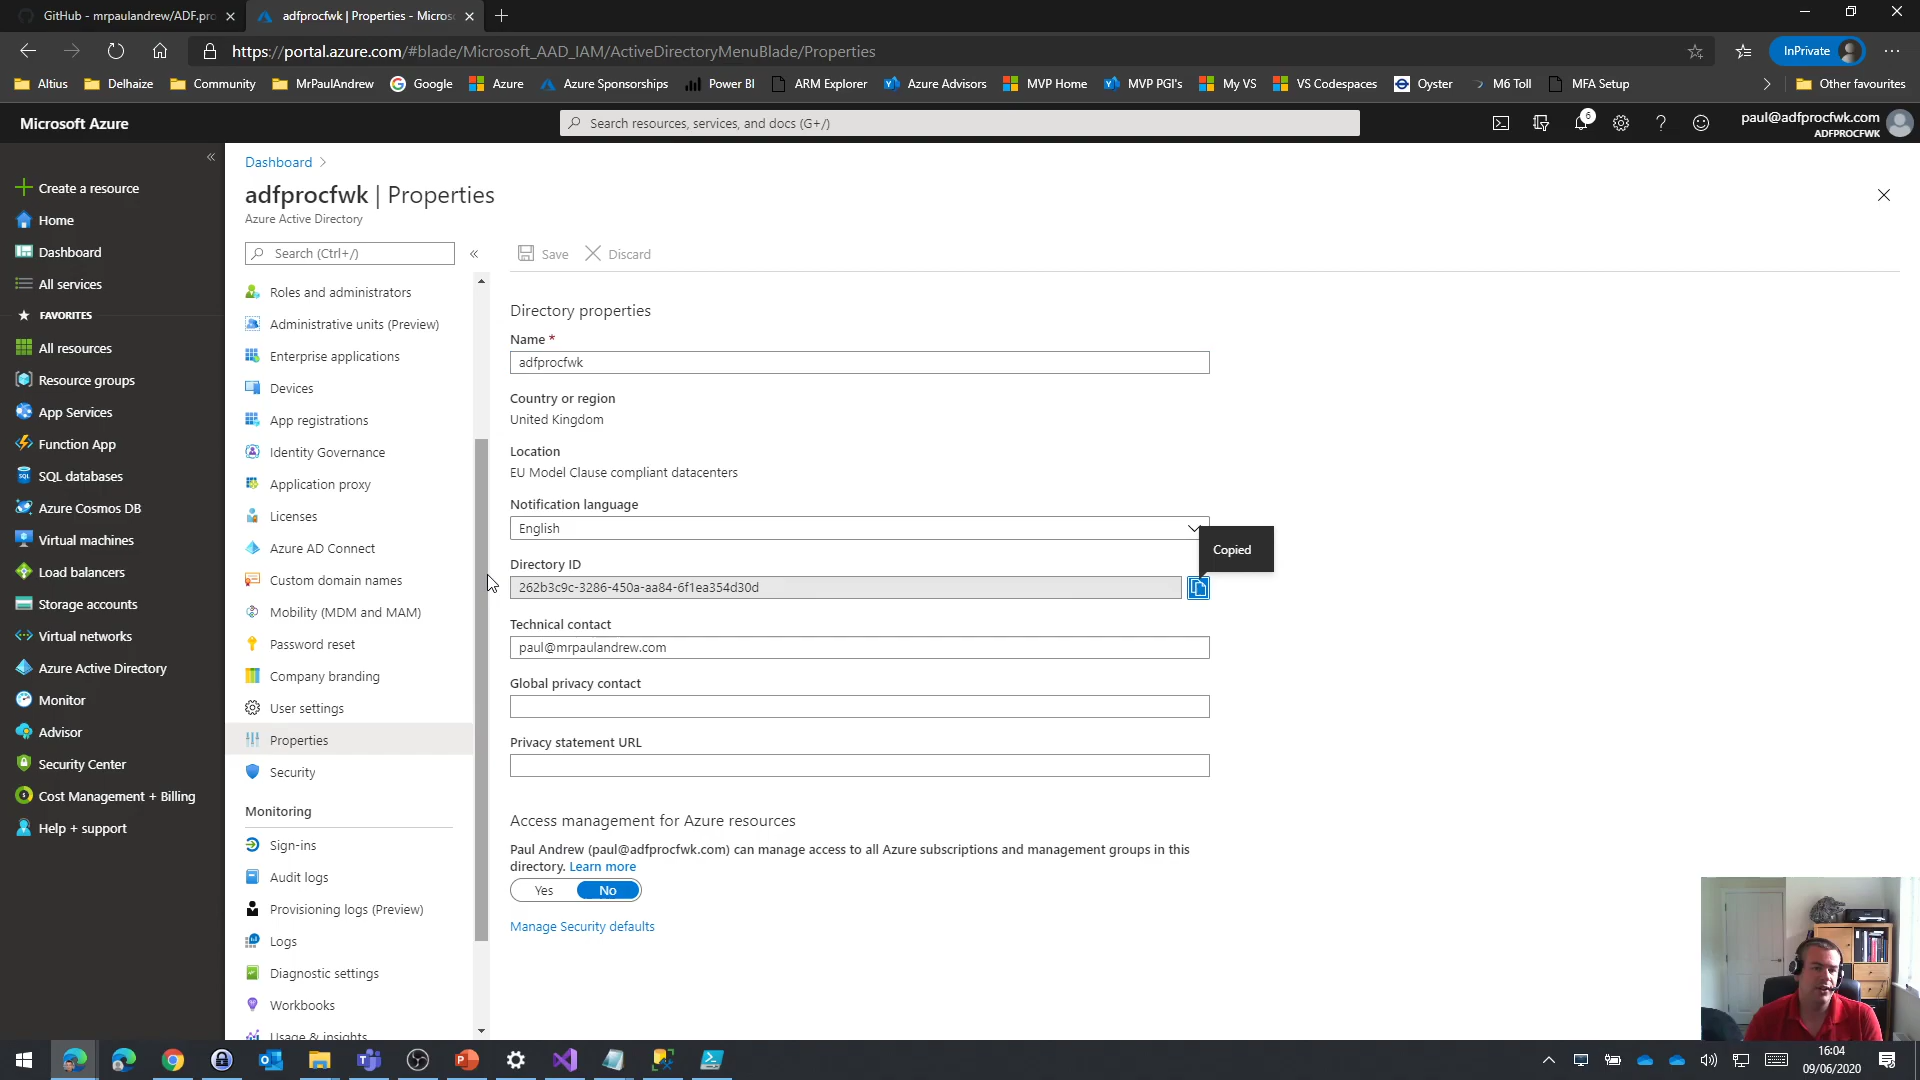 GitHub - mrpaulandrew/ADF.pro
adfprocfwk | Properties - Micros
https://portal.azure.com/#blade/Microsoft_AAD_IAM/ActiveDirectoryMenuBlade/Properties
InPrivate
Altius
Delhaize
Community
MrPaulAndrew
Google
Azure
Azure Sponsorships
Power BI
ARM Explorer
Azure Advisors
MVP Home
MVP PGI's
My VS
VS Codespaces
Oyster
M6 Toll
MFA Setup
Other favourites
Microsoft Azure
Search resources, services, and docs (G+/)
6
paul@adfprocfwk.com
ADFPROCFWK
Create a resource
Home
Dashboard
All services
FAVORITES
All resources
Resource groups
App Services
Function App
SQL databases
Azure Cosmos DB
Virtual machines
Load balancers
Storage accounts
Virtual networks
Azure Active Directory
Monitor
Advisor
Security Center
Cost Management + Billing
Help + support
Dashboard
adfprocfwk | Properties
Azure Active Directory
Search (Ctrl+/)
Roles and administrators
Administrative units (Preview)
Enterprise applications
Devices
App registrations
Identity Governance
Application proxy
Licenses
Azure AD Connect
Custom domain names
Mobility (MDM and MAM)
Password reset
Company branding
User settings
Properties
Security
Monitoring
Sign-ins
Audit logs
Provisioning logs (Preview)
Logs
Diagnostic settings
Workbooks
Usage & insights
Save
Discard
Directory properties
Name *
adfprocfwk
Country or region
United Kingdom
Location
EU Model Clause compliant datacenters
Notification language
English
Copied
Directory ID
262b3c9c-3286-450a-aa84-6f1ea354d30d
Technical contact
paul@mrpaulandrew.com
Global privacy contact
Privacy statement URL
Access management for Azure resources
Paul Andrew (paul@adfprocfwk.com) can manage access to all Azure subscriptions and management groups in this
directory. Learn more
Yes
No
Manage Security defaults
16:04
09/06/2020